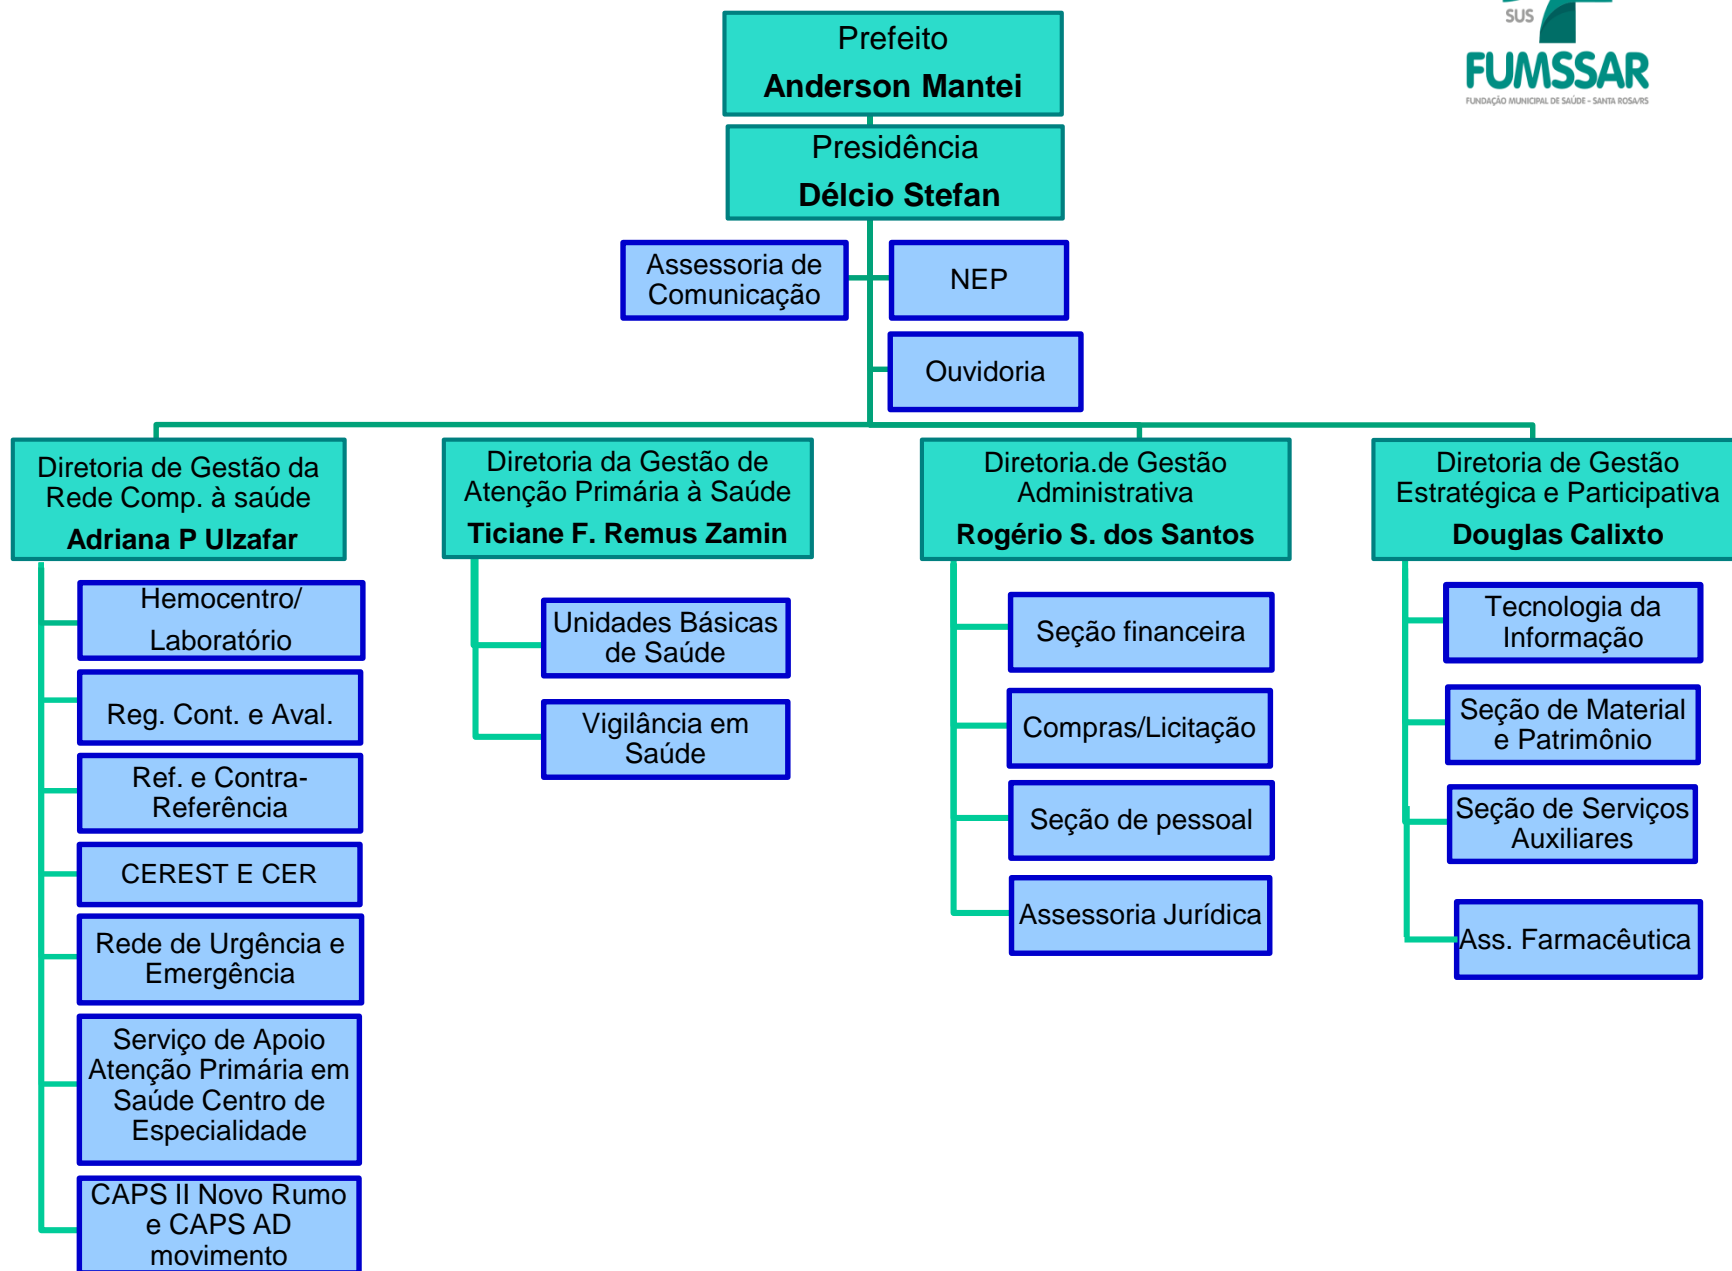 SUS
FUMSSAR
FUNDAÇÃO MUNICIPAL DE SAÚDE - SANTA ROSA/RS
Prefeito
Anderson Mantei
Presidência
Délcio Stefan
Assessoria de
Comunicação
NEP
Ouvidoria
Diretoria de Gestão da
Rede Comp. à saúde
Adriana P Ulzafar
Hemocentro/
Laboratório
Reg. Cont. e Aval.
Ref. e Contra-
Referência
CEREST E CER
Rede de Urgência e
Emergência
Serviço de Apoio
Atenção Primária em
Saúde Centro de
Especialidade
CAPS II Novo Rumo
e CAPS AD
movimento
Diretoria da Gestão de
Atenção Primária à Saúde
Ticiane F. Remus Zamin
Unidades Básicas
de Saúde
Vigilância em
Saúde
Diretoria.de Gestão
Administrativa
Rogério S. dos Santos
Seção financeira
Compras/Licitação
Seção de pessoal
Assessoria Jurídica
Diretoria de Gestão
Estratégica e Participativa
Douglas Calixto
Tecnologia da
Informação
Seção de Material
e Patrimônio
Seção de Serviços
Auxiliares
Ass. Farmacêutica